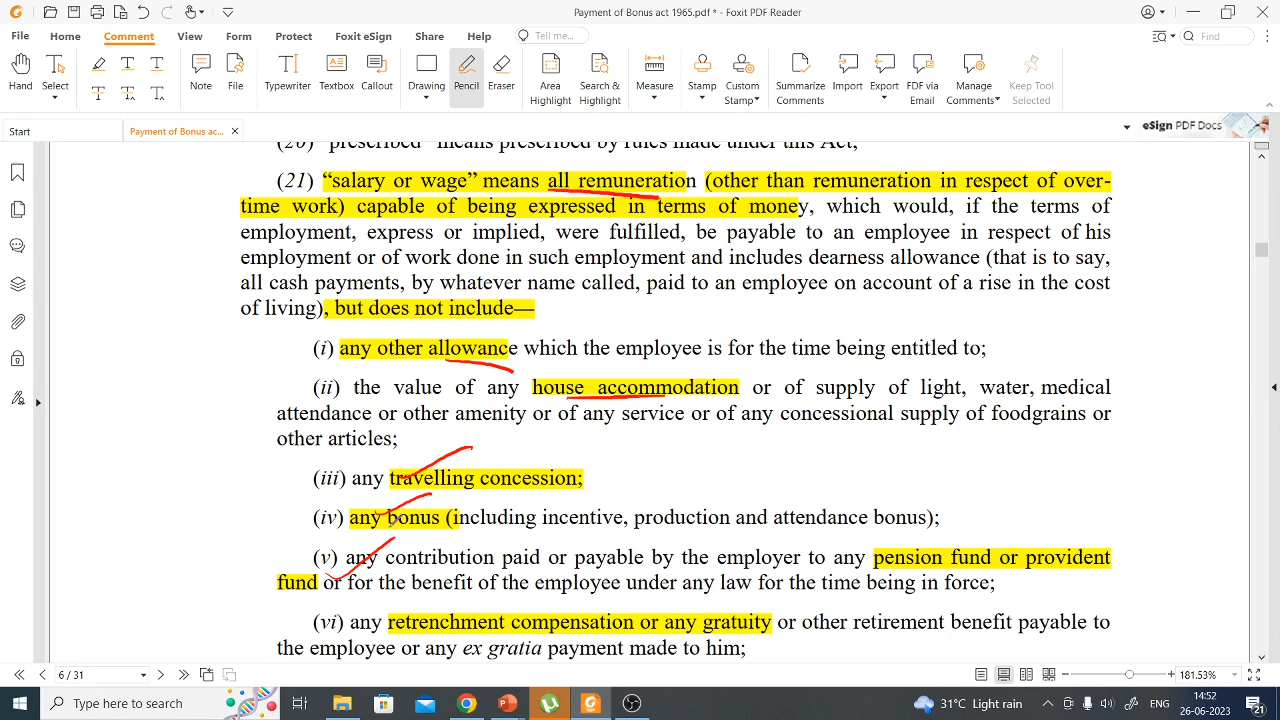 Payment of Bonus act 1965.pdf * - Foxit PDF Reader
File Home Comment View Form Protect Foxit eSign Share Help Tell me... Find
Hand Select Note File Typewriter Textbox Callout Drawing Pencil Eraser Area Highlight Search & Highlight Measure Stamp Custom Stamp Summarize Comments Import Export FDF via Email Manage Comments Keep Tool Selected
Start Payment of Bonus ac... eSign PDF Docs
(20) "prescribed" means prescribed by rules made under this Act;
(21) “salary or wage” means all remuneration (other than remuneration in respect of over-
time work) capable of being expressed in terms of money, which would, if the terms of
employment, express or implied, were fulfilled, be payable to an employee in respect of his
employment or of work done in such employment and includes dearness allowance (that is to say,
all cash payments, by whatever name called, paid to an employee on account of a rise in the cost
of living), but does not include—
(i) any other allowance which the employee is for the time being entitled to;
(ii) the value of any house accommodation or of supply of light, water, medical
attendance or other amenity or of any service or of any concessional supply of foodgrains or
other articles;
(iii) any travelling concession;
(iv) any bonus (including incentive, production and attendance bonus);
(v) any contribution paid or payable by the employer to any pension fund or provident
fund or for the benefit of the employee under any law for the time being in force;
(vi) any retrenchment compensation or any gratuity or other retirement benefit payable to
the employee or any ex gratia payment made to him;
6 / 31 181.53%
Type here to search 31°C Light rain 14:52
26-06-2023 21